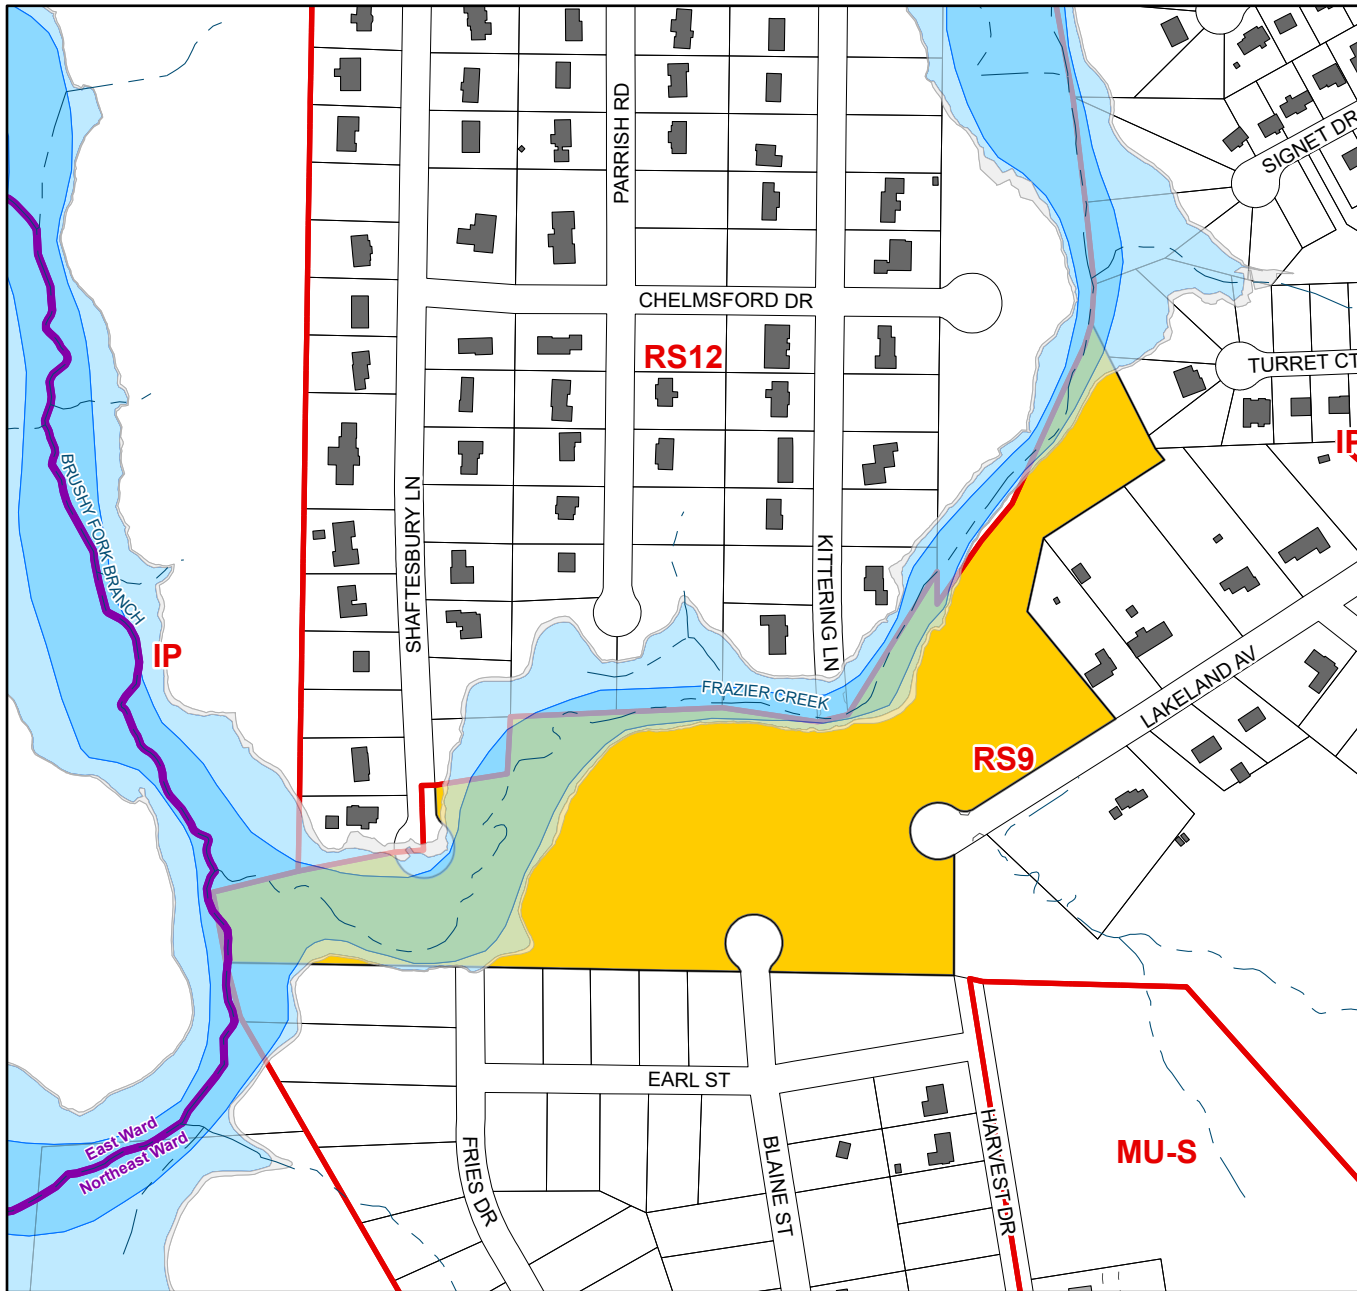 PARRISH RD
SIGNET DR
CHELMSFORD DR
RS12
TURRET CT
IP
BRUSHY FORK BRANCH
SHAFTESBURY LN
KITTERING LN
IP
FRAZIER CREEK
LAKELAND AV
RS9
EARL ST
East Ward
Northeast Ward
FRIES DR
BLAINE ST
HARVEST DR
MU-S